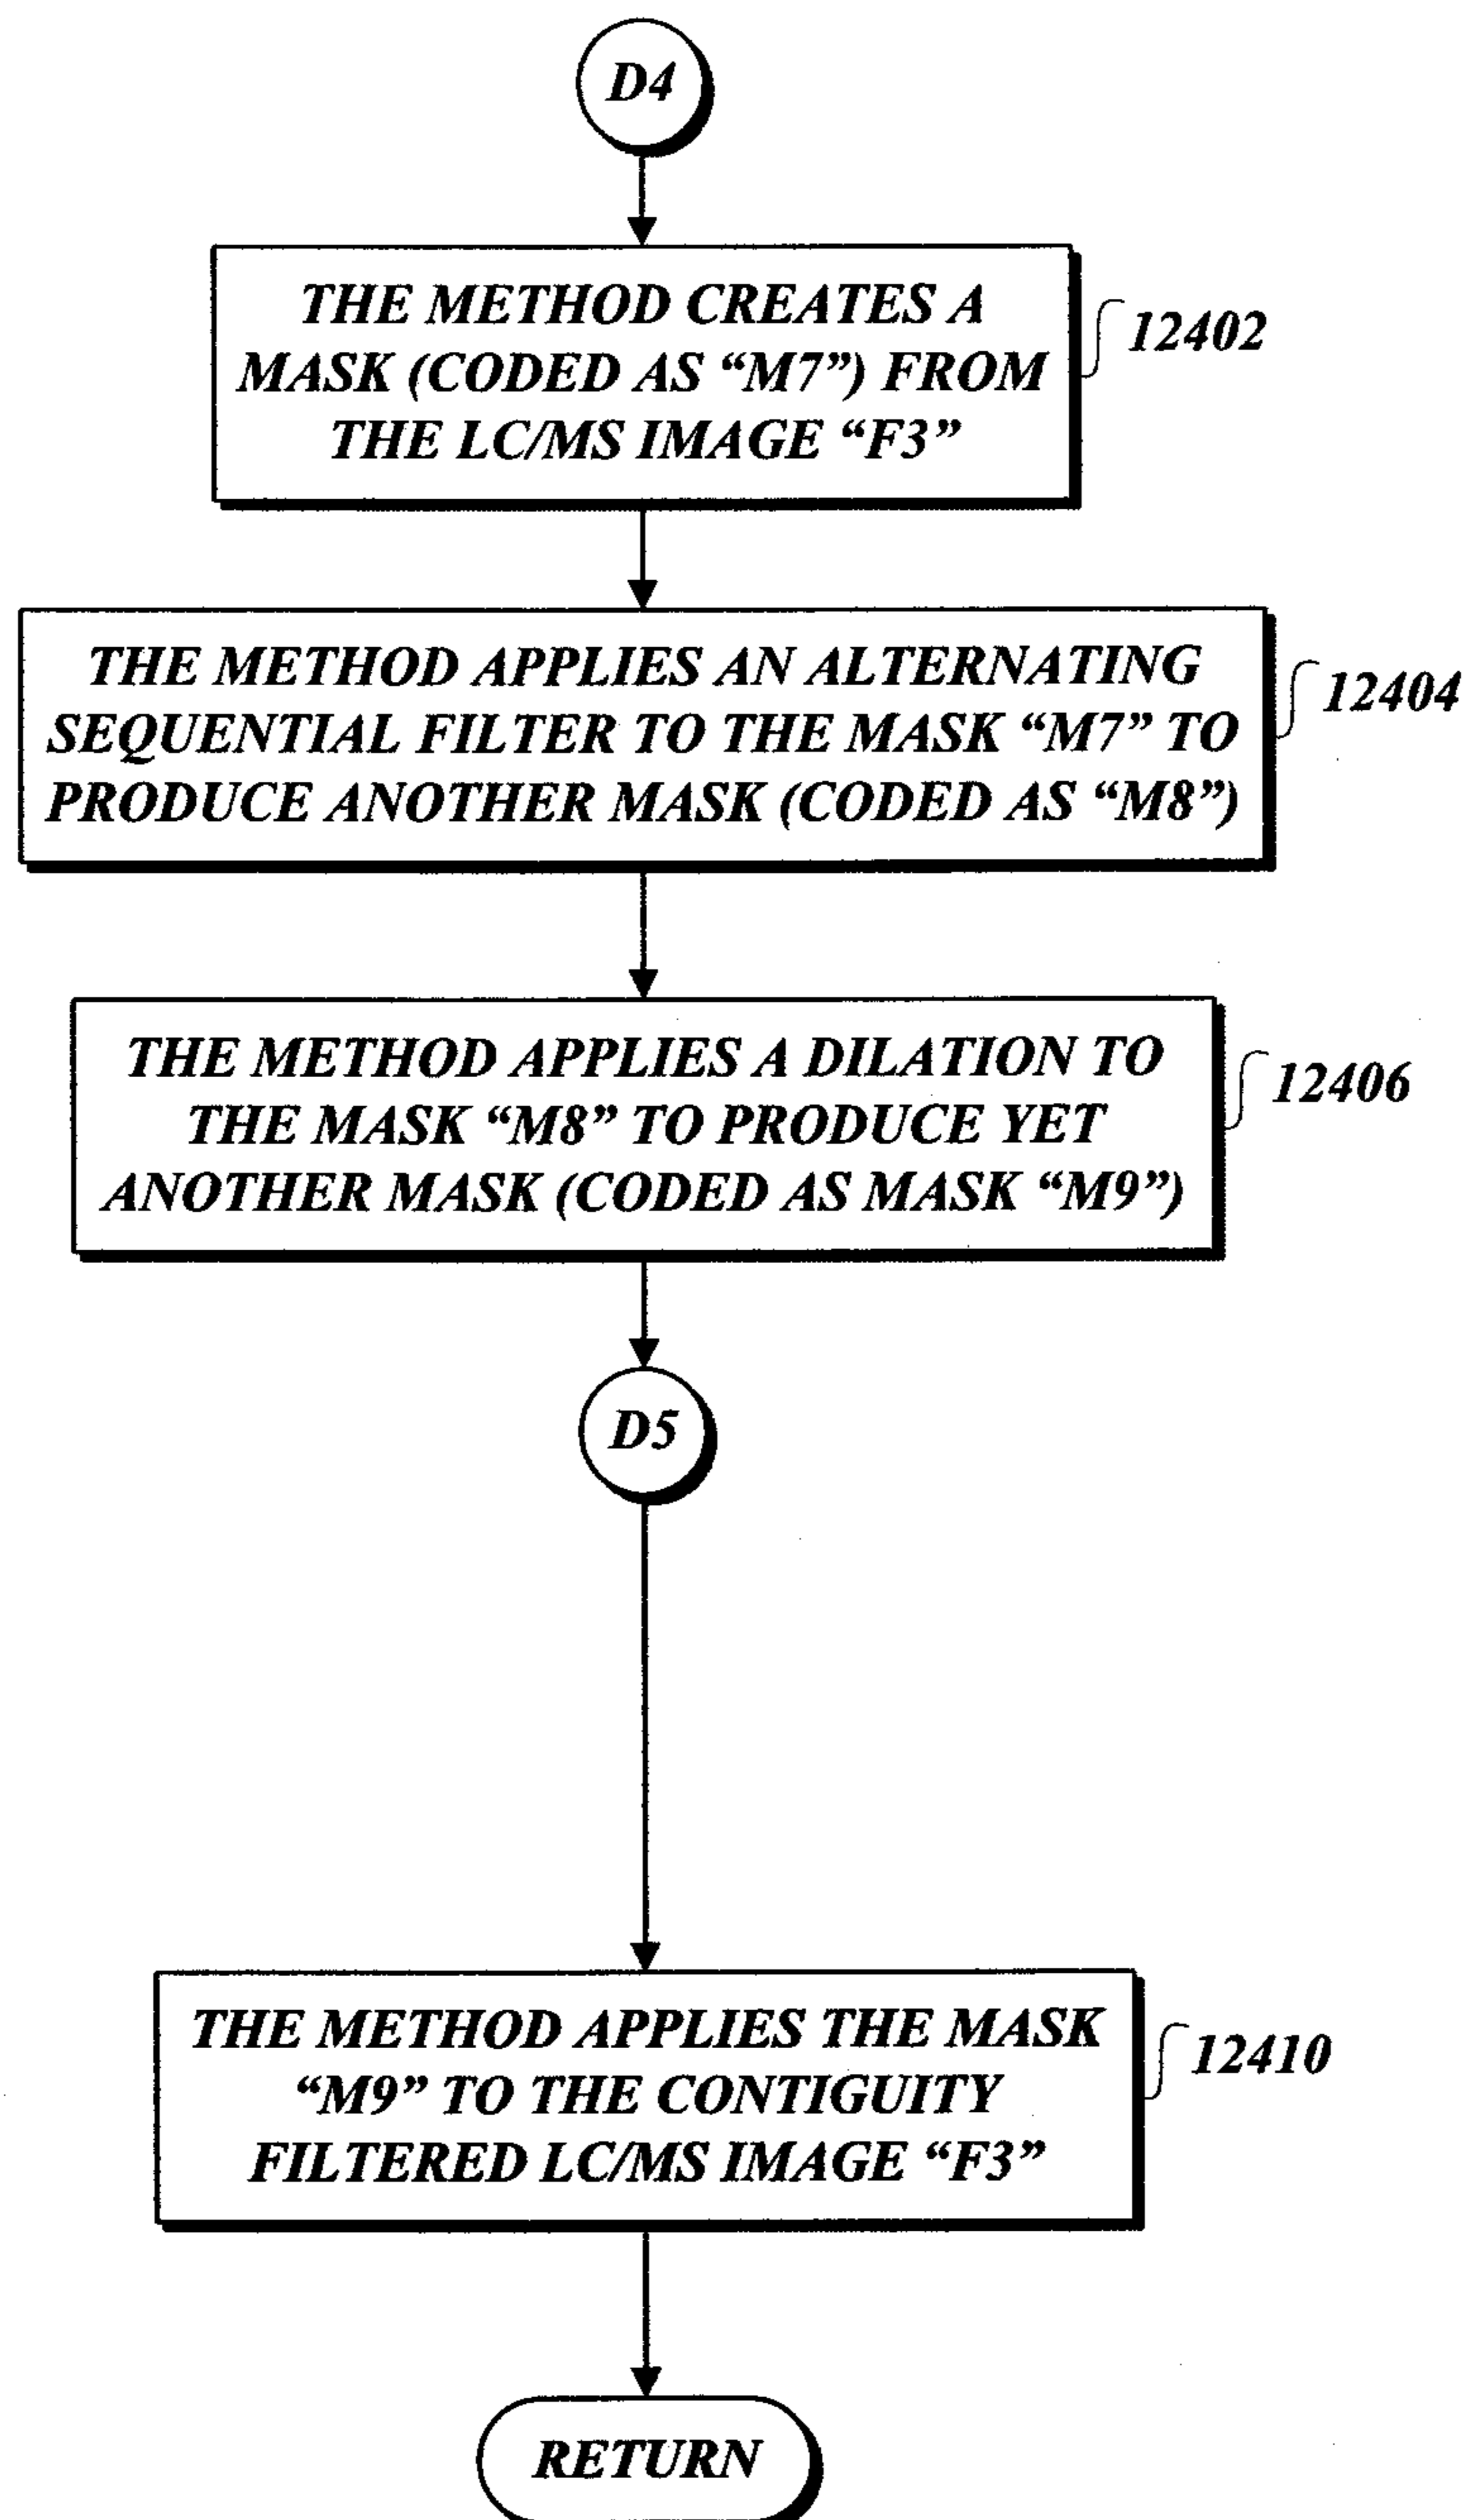 D4
THE METHOD CREATES A
MASK (CODED AS “M7”) FROM
THE LC/MS IMAGE “F3”
12402
THE METHOD APPLIES AN ALTERNATING
SEQUENTIAL FILTER TO THE MASK “M7” TO
PRODUCE ANOTHER MASK (CODED AS “M8”)
12404
THE METHOD APPLIES A DILATION TO
THE MASK “M8” TO PRODUCE YET
ANOTHER MASK (CODED AS MASK “M9”)
12406
D5
THE METHOD APPLIES THE MASK
“M9” TO THE CONTIGUITY
FILTERED LC/MS IMAGE “F3”
12410
RETURN